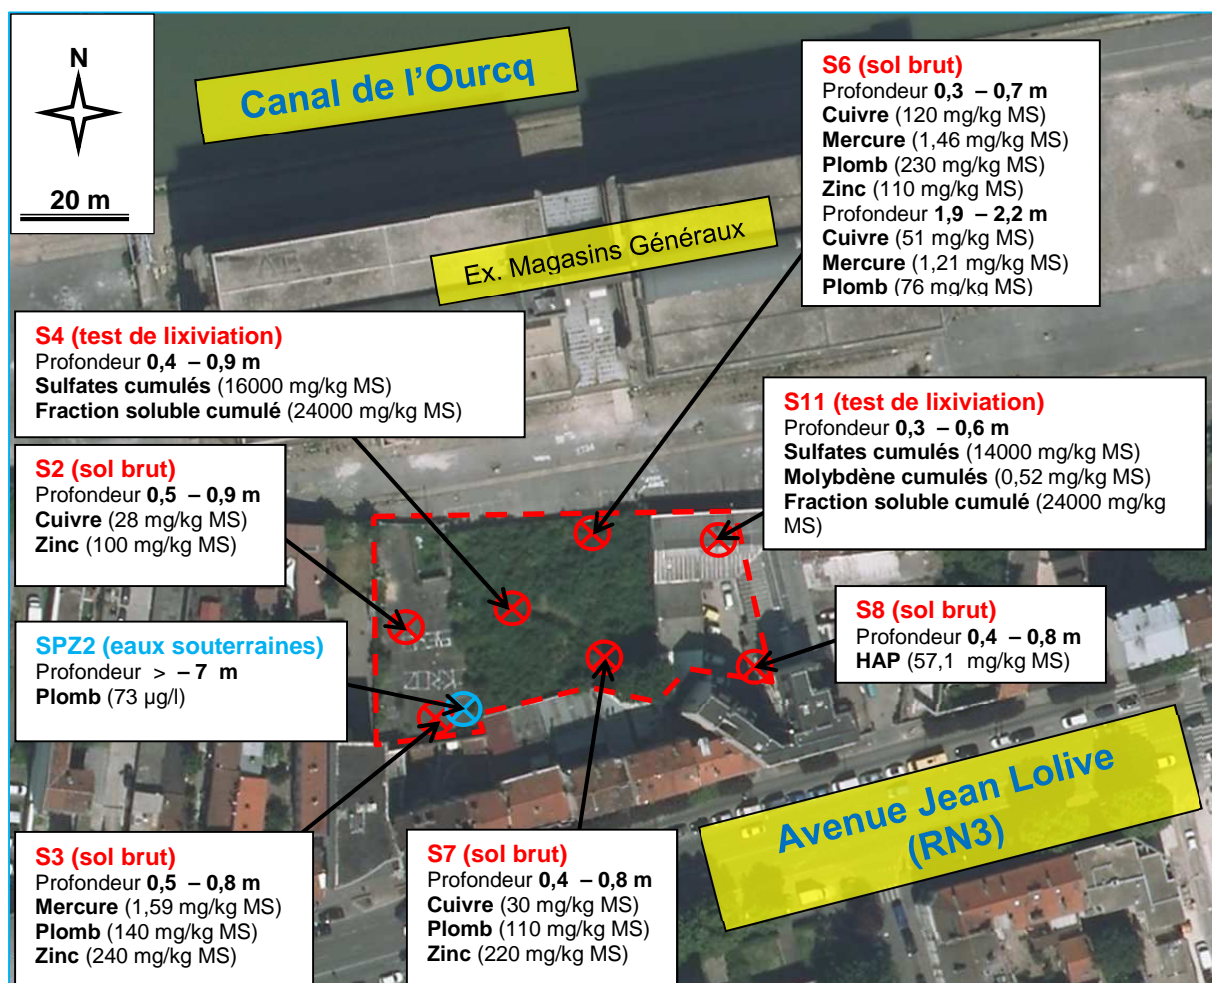 N
20 m
Canal de l'Ourcq
Ex. Magasins Généraux
S6 (sol brut)
Profondeur 0,3 – 0,7 m
Cuivre (120 mg/kg MS)
Mercure (1,46 mg/kg MS)
Plomb (230 mg/kg MS)
Zinc (110 mg/kg MS)
Profondeur 1,9 – 2,2 m
Cuivre (51 mg/kg MS)
Mercure (1,21 mg/kg MS)
Plomb (76 mg/kg MS)
S4 (test de lixiviation)
Profondeur 0,4 – 0,9 m
Sulfates cumulés (16000 mg/kg MS)
Fraction soluble cumulé (24000 mg/kg MS)
S11 (test de lixiviation)
Profondeur 0,3 – 0,6 m
Sulfates cumulés (14000 mg/kg MS)
Molybdène cumulés (0,52 mg/kg MS)
Fraction soluble cumulé (24000 mg/kg
MS)
S2 (sol brut)
Profondeur 0,5 – 0,9 m
Cuivre (28 mg/kg MS)
Zinc (100 mg/kg MS)
S8 (sol brut)
Profondeur 0,4 – 0,8 m
HAP (57,1 mg/kg MS)
SPZ2 (eaux souterraines)
Profondeur > – 7 m
Plomb (73 µg/l)
Avenue Jean Lolive
(RN3)
S3 (sol brut)
Profondeur 0,5 – 0,8 m
Mercure (1,59 mg/kg MS)
Plomb (140 mg/kg MS)
Zinc (240 mg/kg MS)
S7 (sol brut)
Profondeur 0,4 – 0,8 m
Cuivre (30 mg/kg MS)
Plomb (110 mg/kg MS)
Zinc (220 mg/kg MS)